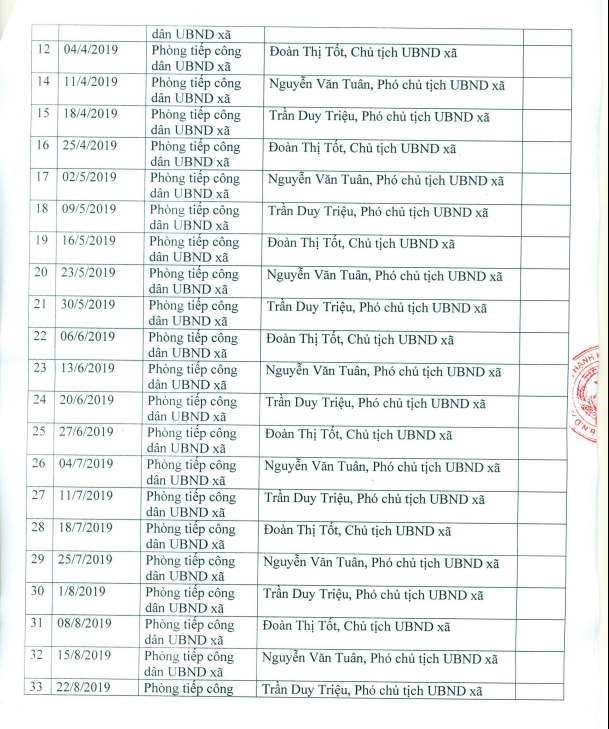 dân UBND xã
12 04/4/2019 Phòng tiếp công Đoàn Thị Tốt, Chủ tịch UBND xã
dân UBND xã
14 11/4/2019 Phòng tiếp công Nguyễn Văn Tuân, Phó chủ tịch UBND xã
dân UBND xã
15 18/4/2019 Phòng tiếp công Trần Duy Triệu, Phó chủ tịch UBND xã
dân UBND xã
16 25/4/2019 Phòng tiếp công Đoàn Thị Tốt, Chủ tịch UBND xã
dân UBND xã
17 02/5/2019 Phòng tiếp công Nguyễn Văn Tuân, Phó chủ tịch UBND xã
dân UBND xã
18 09/5/2019 Phòng tiếp công Trần Duy Triệu, Phó chủ tịch UBND xã
dân UBND xã
19 16/5/2019 Phòng tiếp công Đoàn Thị Tốt, Chủ tịch UBND xã
dân UBND xã
20 23/5/2019 Phòng tiếp công Nguyễn Văn Tuân, Phó chủ tịch UBND xã
dân UBND xã
21 30/5/2019 Phòng tiếp công Trần Duy Triệu, Phó chủ tịch UBND xã
dân UBND xã
22 06/6/2019 Phòng tiếp công Đoàn Thị Tốt, Chủ tịch UBND xã
dân UBND xã
23 13/6/2019 Phòng tiếp công Nguyễn Văn Tuân, Phó chủ tịch UBND xã
dân UBND xã
24 20/6/2019 Phòng tiếp công Trần Duy Triệu, Phó chủ tịch UBND xã
dân UBND xã
25 27/6/2019 Phòng tiếp công Đoàn Thị Tốt, Chủ tịch UBND xã
dân UBND xã
26 04/7/2019 Phòng tiếp công Nguyễn Văn Tuân, Phó chủ tịch UBND xã
dân UBND xã
27 11/7/2019 Phòng tiếp công Trần Duy Triệu, Phó chủ tịch UBND xã
dân UBND xã
28 18/7/2019 Phòng tiếp công Đoàn Thị Tốt, Chủ tịch UBND xã
dân UBND xã
29 25/7/2019 Phòng tiếp công Nguyễn Văn Tuân, Phó chủ tịch UBND xã
dân UBND xã
30 1/8/2019 Phòng tiếp công Trần Duy Triệu, Phó chủ tịch UBND xã
dân UBND xã
31 08/8/2019 Phòng tiếp công Đoàn Thị Tốt, Chủ tịch UBND xã
dân UBND xã
32 15/8/2019 Phòng tiếp công Nguyễn Văn Tuân, Phó chủ tịch UBND xã
dân UBND xã
33 22/8/2019 Phòng tiếp công Trần Duy Triệu, Phó chủ tịch UBND xã